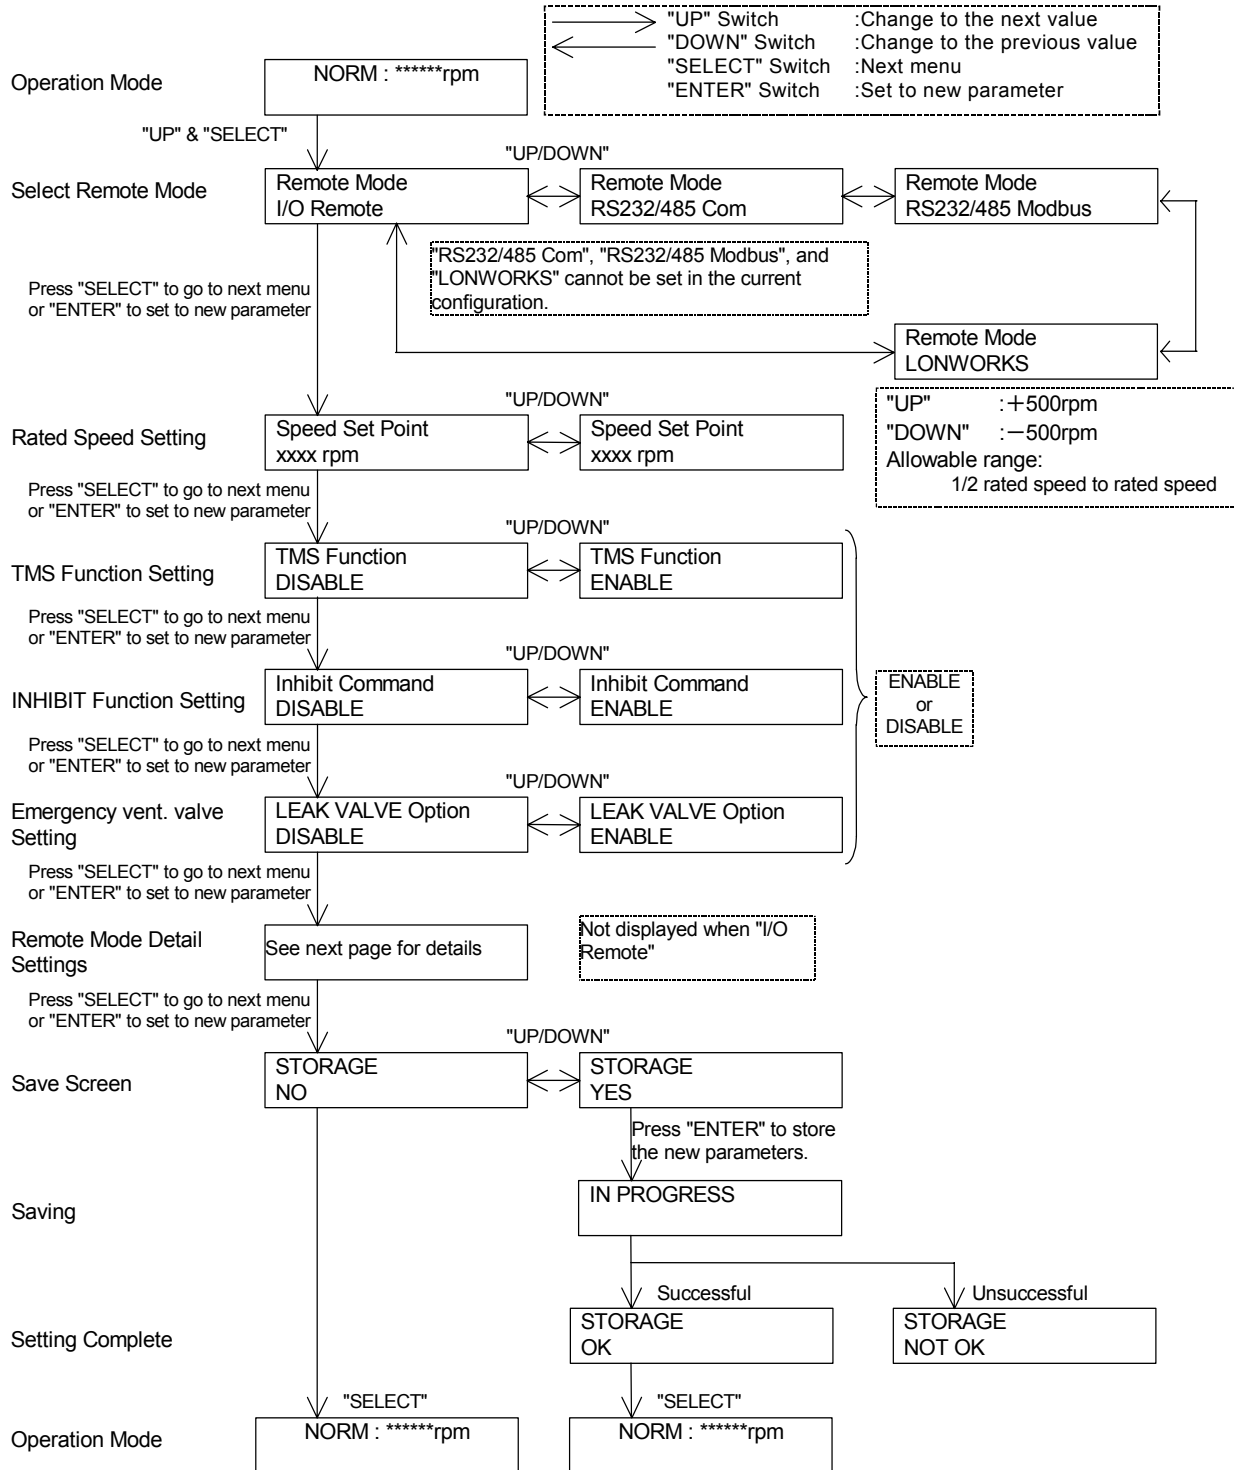 "UP" Switch :Change to the next value
"DOWN" Switch :Change to the previous value
"SELECT" Switch :Next menu
"ENTER" Switch :Set to new parameter
Operation Mode
NORM : ******rpm
"UP" & "SELECT"
"UP/DOWN"
Select Remote Mode
Remote Mode
I/O Remote
Remote Mode
RS232/485 Com
Remote Mode
RS232/485 Modbus
"RS232/485 Com", "RS232/485 Modbus", and
"LONWORKS" cannot be set in the current
configuration.
Press "SELECT" to go to next menu
or "ENTER" to set to new parameter
Remote Mode
LONWORKS
"UP/DOWN"
Rated Speed Setting
Speed Set Point
xxxx rpm
Speed Set Point
xxxx rpm
"UP" :+500rpm
"DOWN" :-500rpm
Allowable range:
1/2 rated speed to rated speed
Press "SELECT" to go to next menu
or "ENTER" to set to new parameter
"UP/DOWN"
TMS Function Setting
TMS Function
DISABLE
TMS Function
ENABLE
Press "SELECT" to go to next menu
or "ENTER" to set to new parameter
"UP/DOWN"
INHIBIT Function Setting
Inhibit Command
DISABLE
Inhibit Command
ENABLE
ENABLE
or
DISABLE
Press "SELECT" to go to next menu
or "ENTER" to set to new parameter
"UP/DOWN"
Emergency vent. valve
Setting
LEAK VALVE Option
DISABLE
LEAK VALVE Option
ENABLE
Press "SELECT" to go to next menu
or "ENTER" to set to new parameter
Remote Mode Detail
Settings
See next page for details
Not displayed when "I/O
Remote"
Press "SELECT" to go to next menu
or "ENTER" to set to new parameter
"UP/DOWN"
Save Screen
STORAGE
NO
STORAGE
YES
Press "ENTER" to store
the new parameters.
Saving
IN PROGRESS
Successful
Unsuccessful
Setting Complete
STORAGE
OK
STORAGE
NOT OK
"SELECT"
"SELECT"
Operation Mode
NORM : ******rpm
NORM : ******rpm